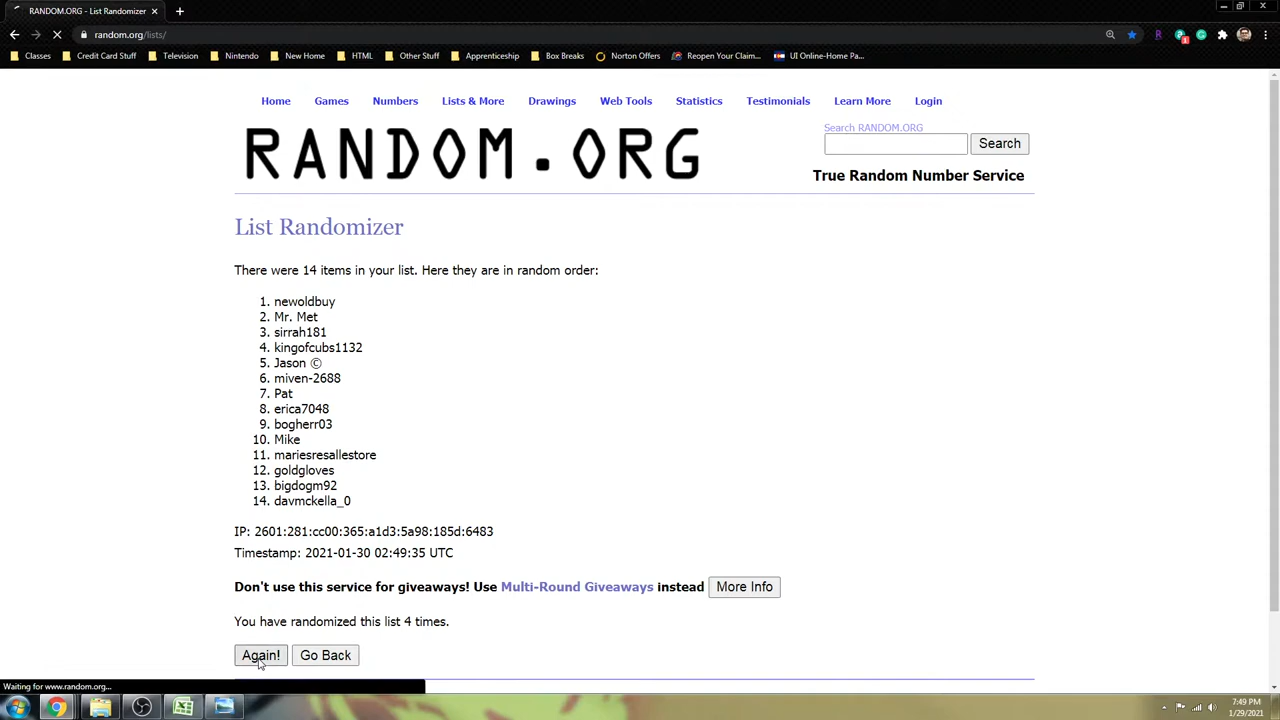 RANDOM.ORG - List Randomizer
random.org/lists/
Classes Credit Card Stuff Television Nintendo New Home HTML Other Stuff Apprenticeship Box Breaks Norton Offers Reopen Your Claim... UI Online-Home Pa...
Home Games Numbers Lists & More Drawings Web Tools Statistics Testimonials Learn More Login
Search RANDOM.ORG
RANDOM.ORG
Search
True Random Number Service
List Randomizer
There were 14 items in your list. Here they are in random order:
1. newoldbuy
2. Mr. Met
3. sirrah181
4. kingofcubs1132
5. Jason ©
6. miven-2688
7. Pat
8. erica7048
9. bogherr03
10. Mike
11. mariesresallestore
12. goldgloves
13. bigdogm92
14. davmckella_0
IP: 2601:281:cc00:365:a1d3:5a98:185d:6483
Timestamp: 2021-01-30 02:49:35 UTC
Don't use this service for giveaways! Use Multi-Round Giveaways instead More Info
You have randomized this list 4 times.
Again! Go Back
Waiting for www.random.org...
7:49 PM
1/29/2021